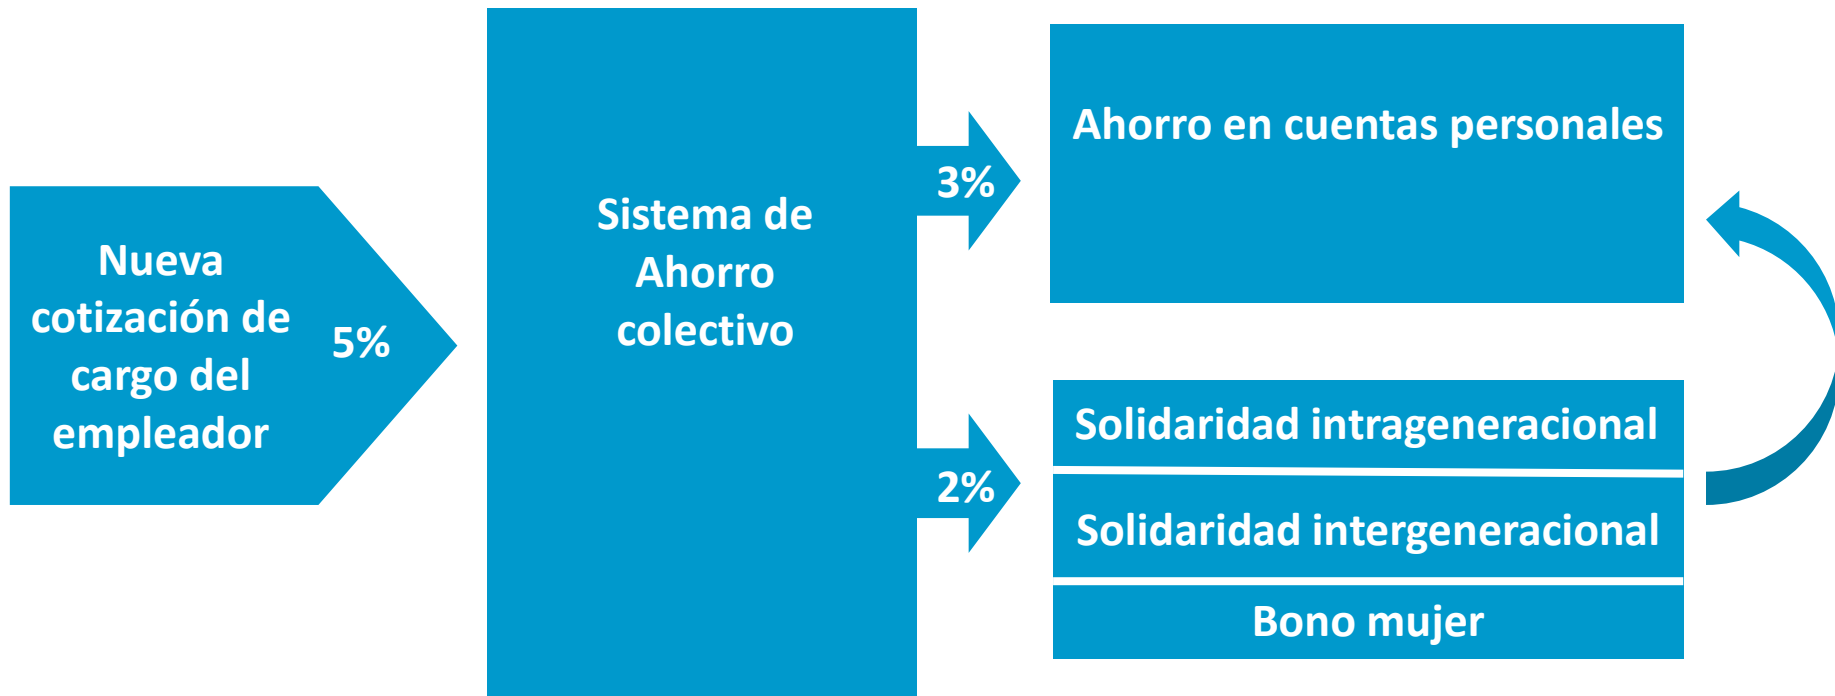 Nueva
cotización de
cargo del
empleador
5%
Sistema de
Ahorro
colectivo
3%
2%
Ahorro en cuentas personales
Solidaridad intrageneracional
Solidaridad intergeneracional
Bono mujer